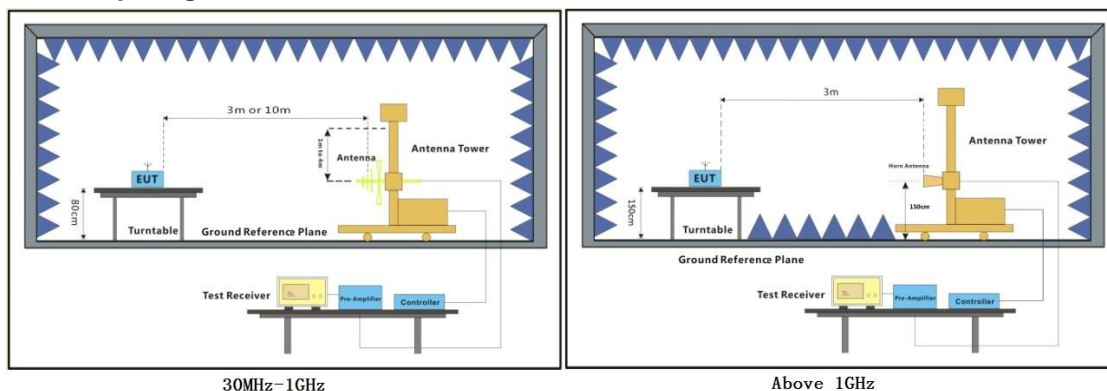 3m or 10m
1m to 4m
Antenna
Antenna Tower
EUT
80cm
Turntable
Ground Reference Plane
Test Receiver
Pre-Amplifier
Controller
30MHz-1GHz
3m
Antenna Tower
Horn Antenna
EUT
150cm
150cm
Turntable
Ground Reference Plane
Test Receiver
Pre-Amplifier
Controller
Above 1GHz